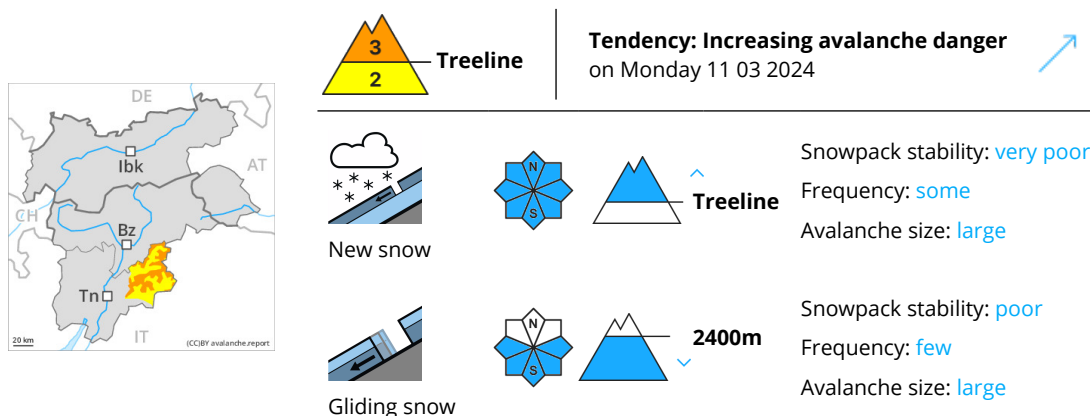 3
2
Treeline
Tendency: Increasing avalanche danger
on Monday 11 03 2024
DE
Ibk
AT
CH
Bz
Tn
IT
20 km
(CC)BY avalanche.report
New snow
N
S
Treeline
Snowpack stability: very poor
Frequency: some
Avalanche size: large
Gliding snow
N
S
2400m
Snowpack stability: poor
Frequency: few
Avalanche size: large